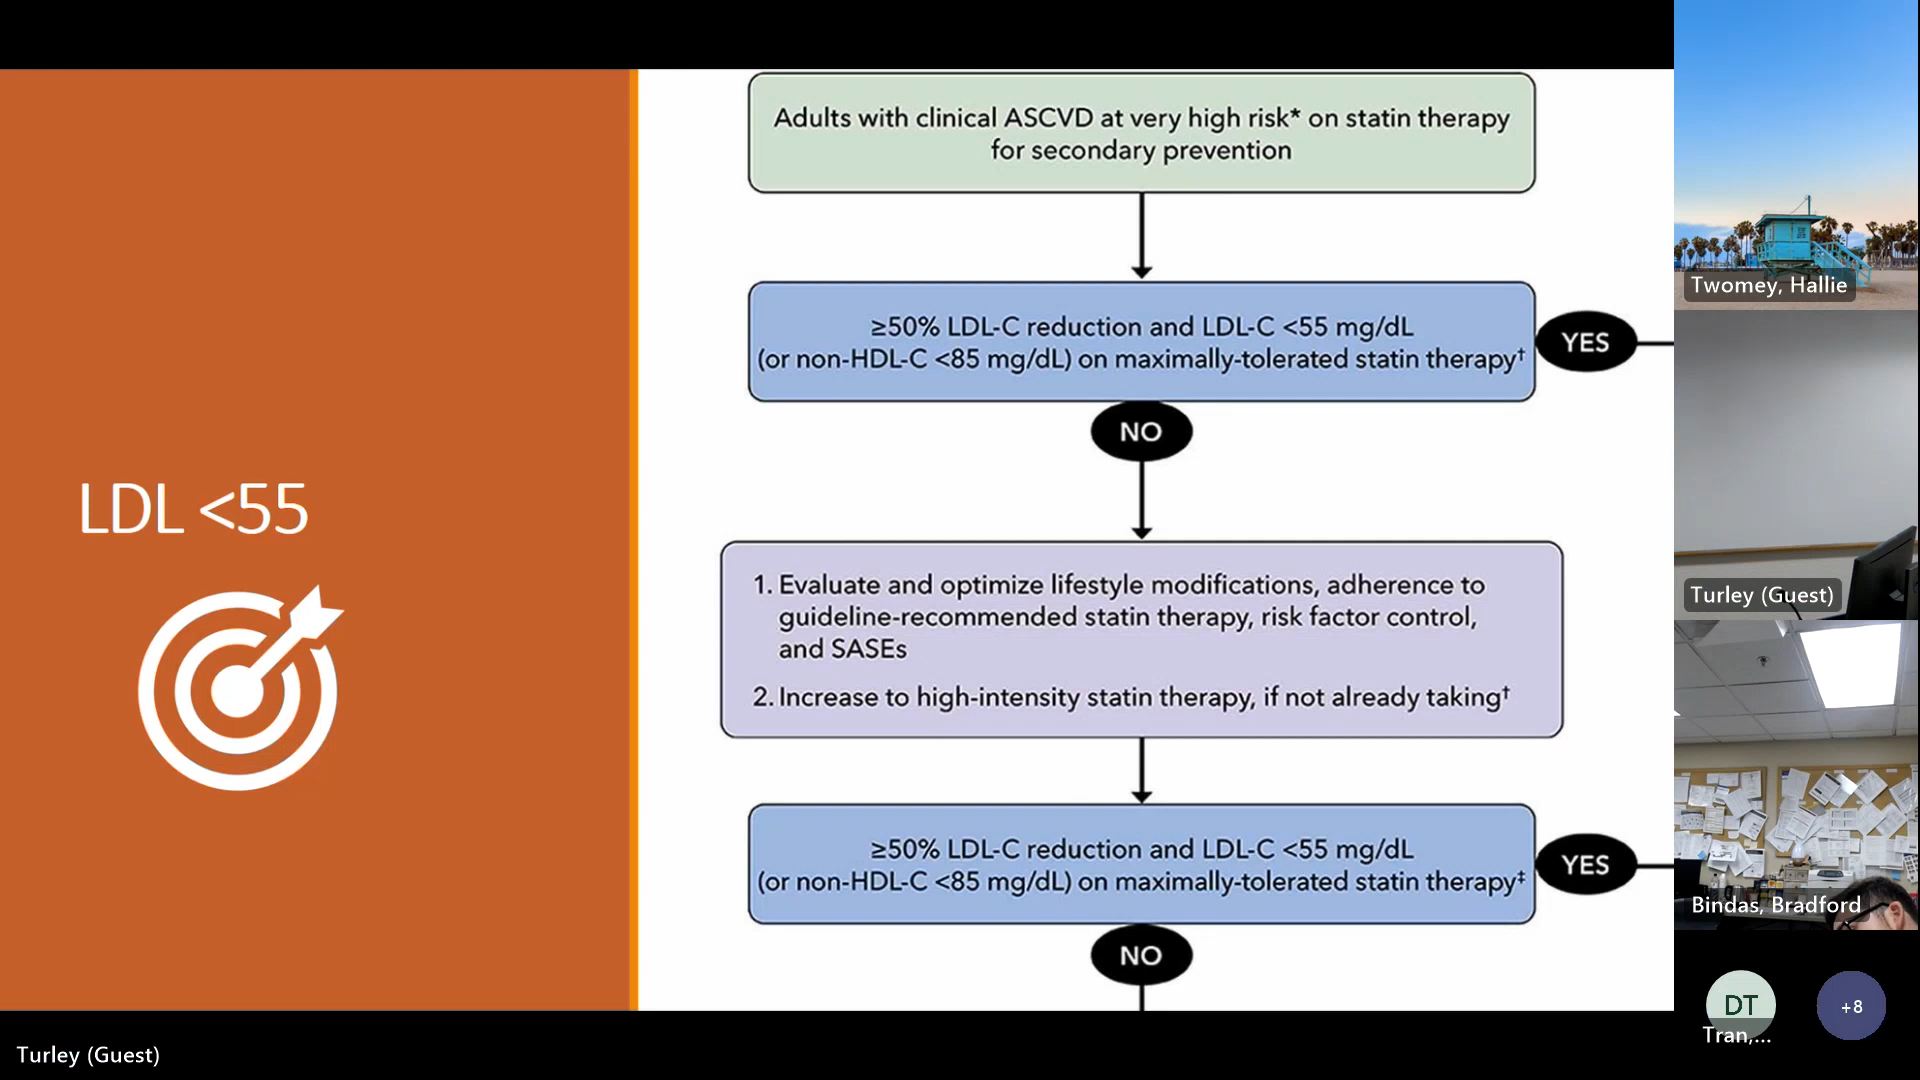 LDL <55
Adults with clinical ASCVD at very high risk* on statin therapy
for secondary prevention
≥50% LDL-C reduction and LDL-C <55 mg/dL
(or non-HDL-C <85 mg/dL) on maximally-tolerated statin therapy†
YES
NO
1. Evaluate and optimize lifestyle modifications, adherence to
guideline-recommended statin therapy, risk factor control,
and SASEs
2. Increase to high-intensity statin therapy, if not already taking†
≥50% LDL-C reduction and LDL-C <55 mg/dL
(or non-HDL-C <85 mg/dL) on maximally-tolerated statin therapy‡
YES
NO
Twomey, Hallie
Turley (Guest)
Bindas, Bradford
DT
Tran,...
+8
Turley (Guest)